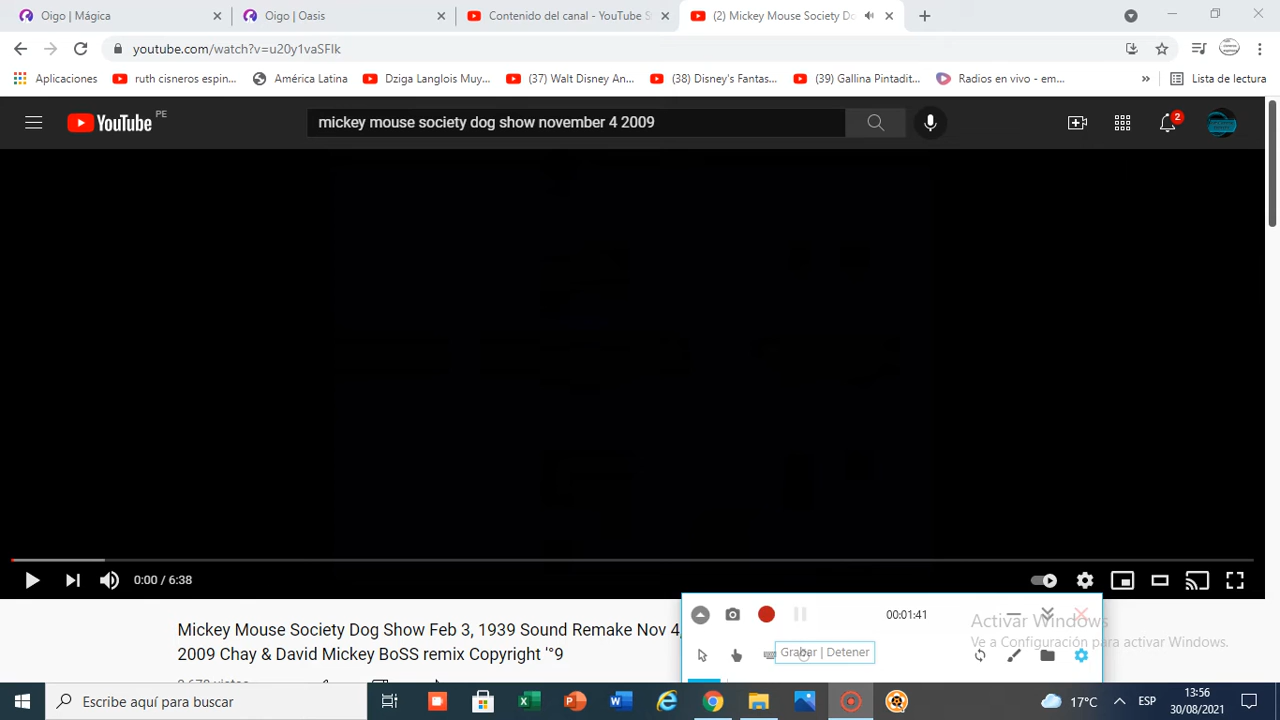 Oigo | Mágica
Oigo | Oasis
Contenido del canal - YouTube S
(2) Mickey Mouse Society Do
youtube.com/watch?v=u20y1vaSFIk
Aplicaciones
ruth cisneros espin...
América Latina
Dziga Langlois Muy...
(37) Walt Disney An...
(38) Disney's Fantas...
(39) Gallina Pintadit...
Radios en vivo - em...
»
Lista de lectura
YouTube PE
mickey mouse society dog show november 4 2009
2
0:00 / 6:38
Mickey Mouse Society Dog Show Feb 3, 1939 Sound Remake Nov 4,
2009 Chay & David Mickey BoSS remix Copyright '°9
00:01:41
Grabar | Detener
Activar Windows
Ve a Configuración para activar Windows.
Escribe aquí para buscar
17°C
ESP
13:56
30/08/2021